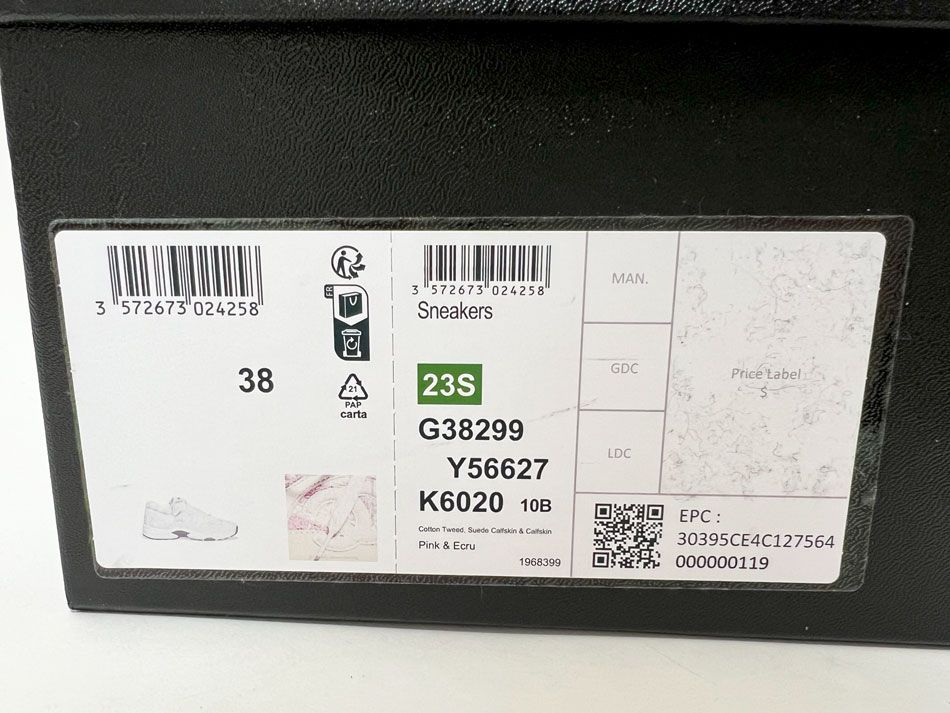 3 572673 024258
FR
38
21
PAP
carta
3 572673 024258
Sneakers
23S
G38299
Y56627
K6020 10B
Cotton Tweed, Suede Calfskin & Calfskin
Pink & Ecru
1968399
MAN.
GDC
LDC
Price Label
S
EPC :
30395CE4C127564
000000119